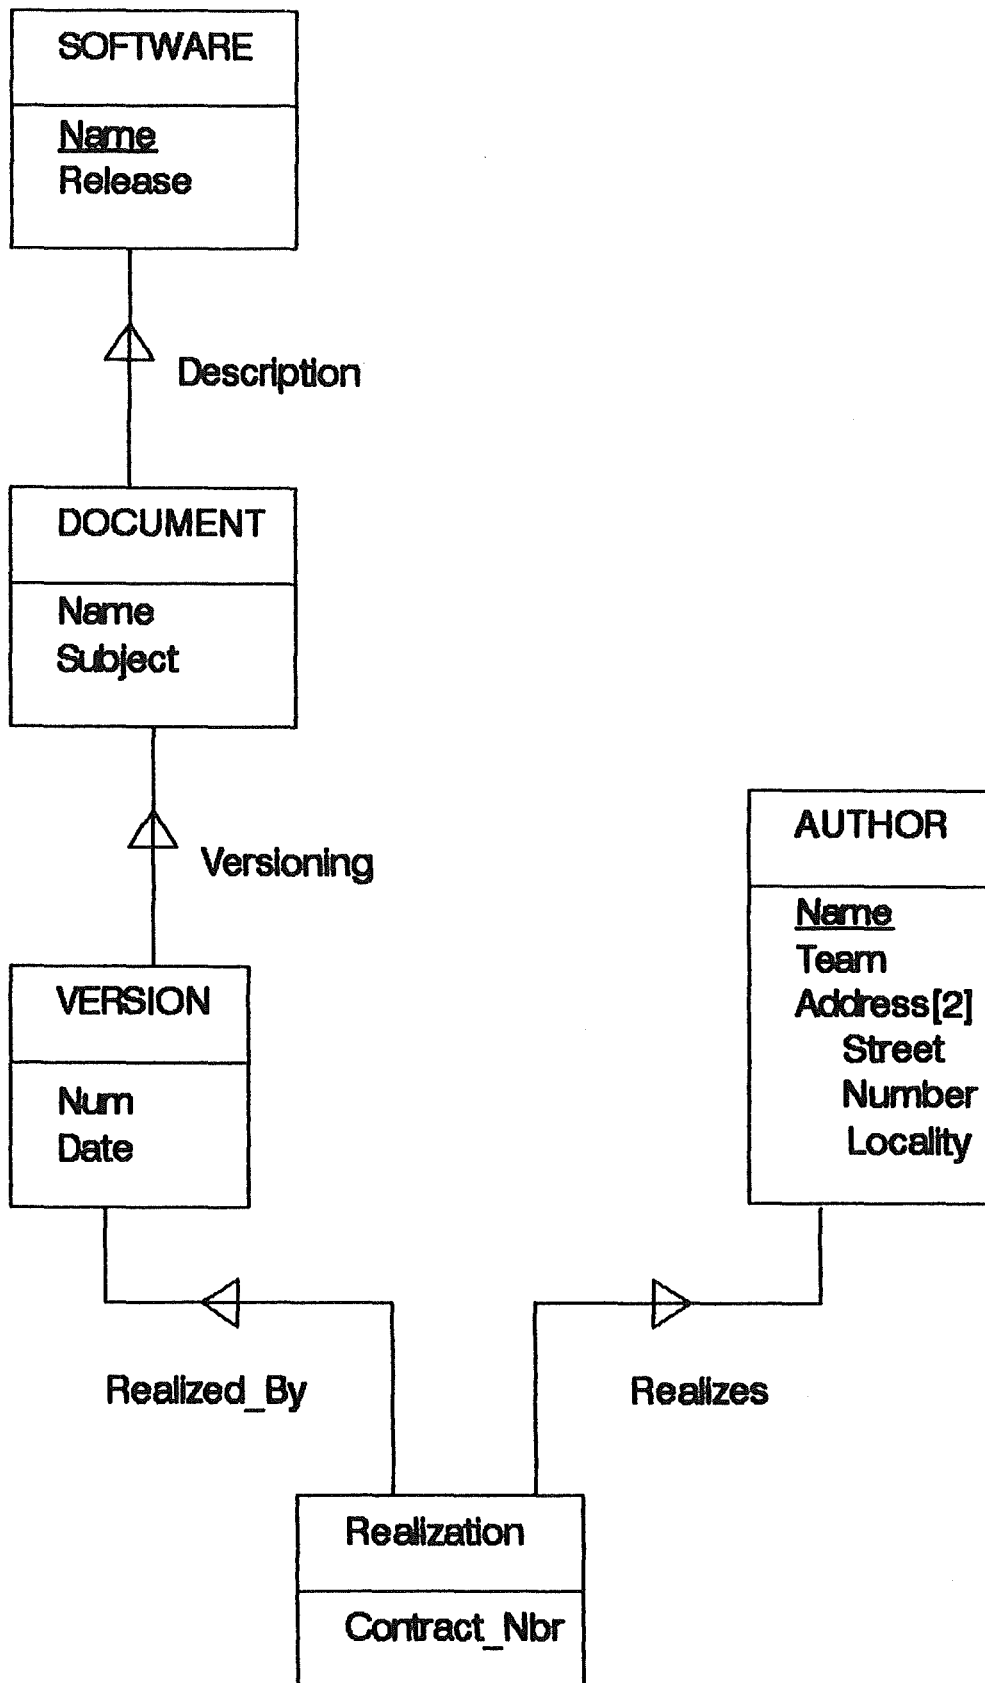 SOFTWARE
Name
Release
Description
DOCUMENT
Name
Subject
Versioning
VERSION
Num
Date
AUTHOR
Name
Team
Address[2]
Street
Number
Locality
Realized_By
Realizes
Realization
Contract_Nbr